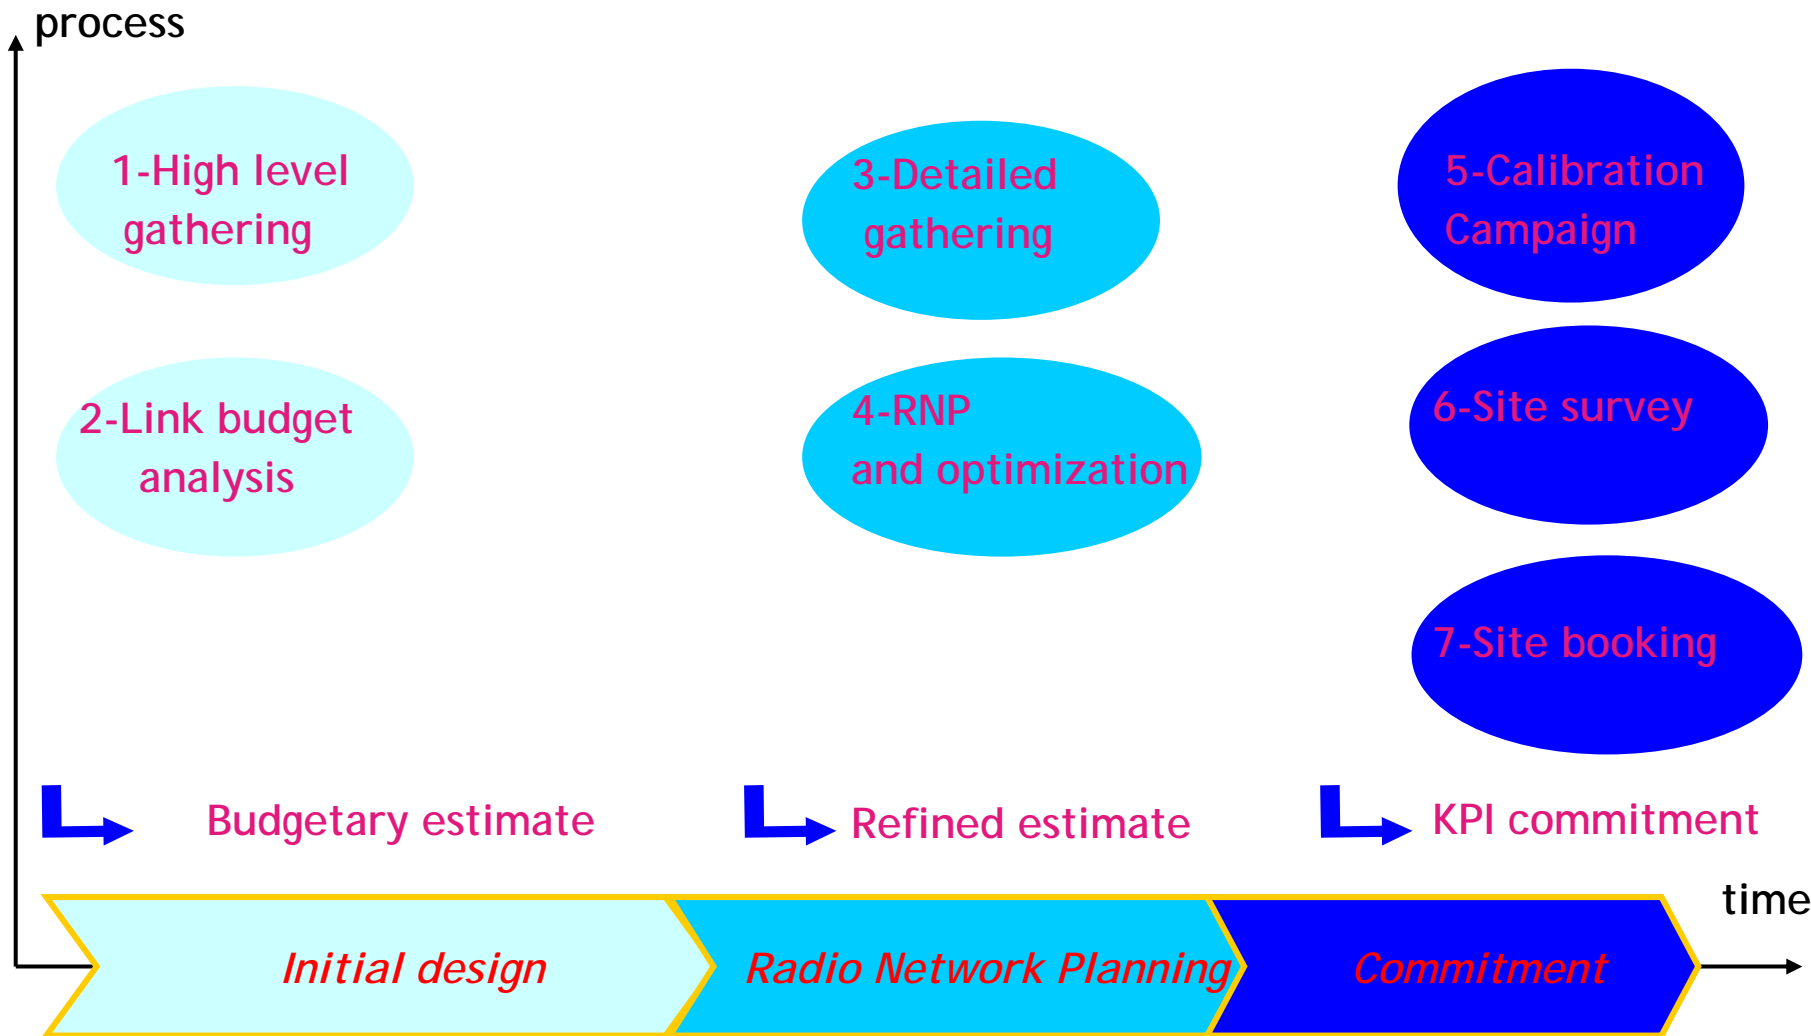 process
1-High level
gathering
2-Link budget
analysis
3-Detailed
gathering
4-RNP
and optimization
5-Calibration
Campaign
6-Site survey
7-Site booking
Budgetary estimate
Refined estimate
KPI commitment
time
Initial design
Radio Network Planning
Commitment